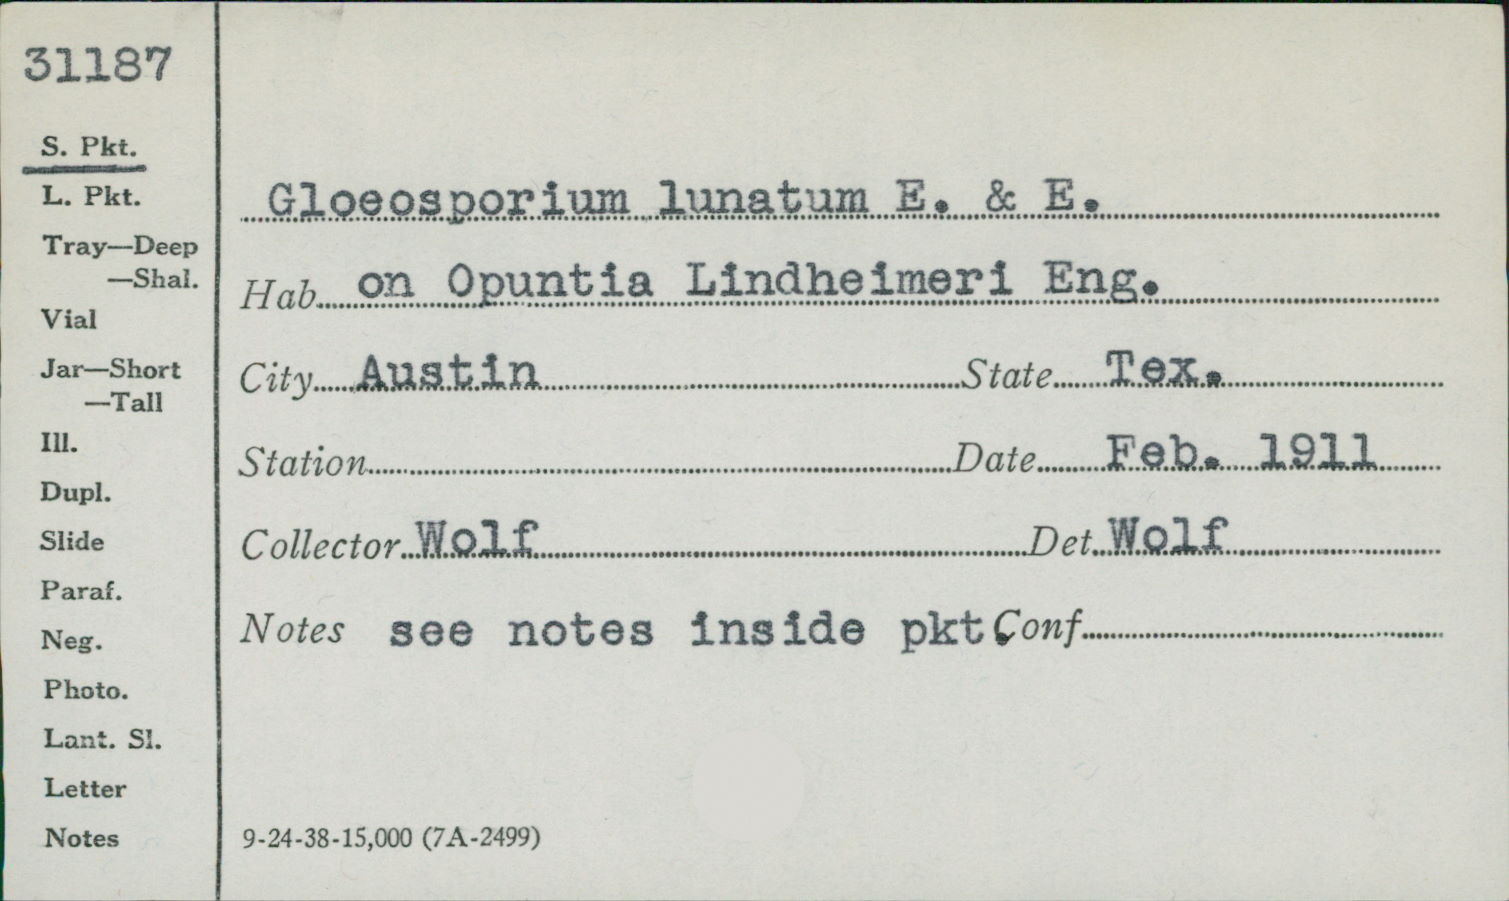 31187
S. Pkt.
L. Pkt.
Tray—Deep
—Shal.
Vial
Jar—Short
—Tall
Ill.
Dupl.
Slide
Paraf.
Neg.
Photo.
Lant. Sl.
Letter
Notes
Gloeosporium lunatum E. & E.
Hab. on Opuntia Lindheimeri Eng.
City Austin State Tex.
Station Date Feb. 1911
Collector Wolf Det. Wolf
Notes see notes inside pkt Conf.
9-24-38-15,000 (7A-2499)